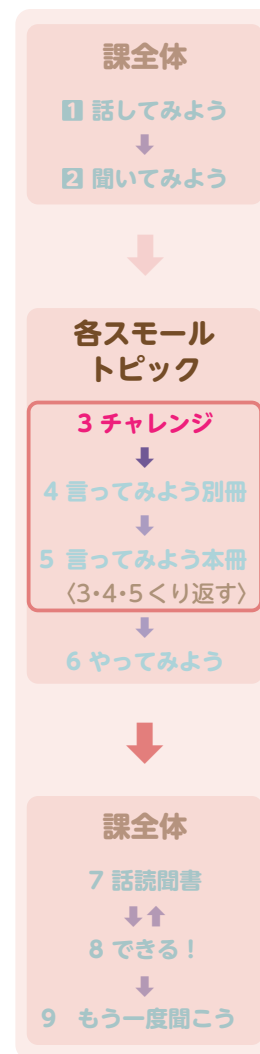 課全体
1 話してみよう
2 聞いてみよう
各スモール
トピック
3 チャレンジ
4 言ってみよう別冊
5 言ってみよう本冊
〈3・4・5くり返す〉
6 やってみよう
課全体
7 話読聞書
8 できる！
9 もう一度聞こう